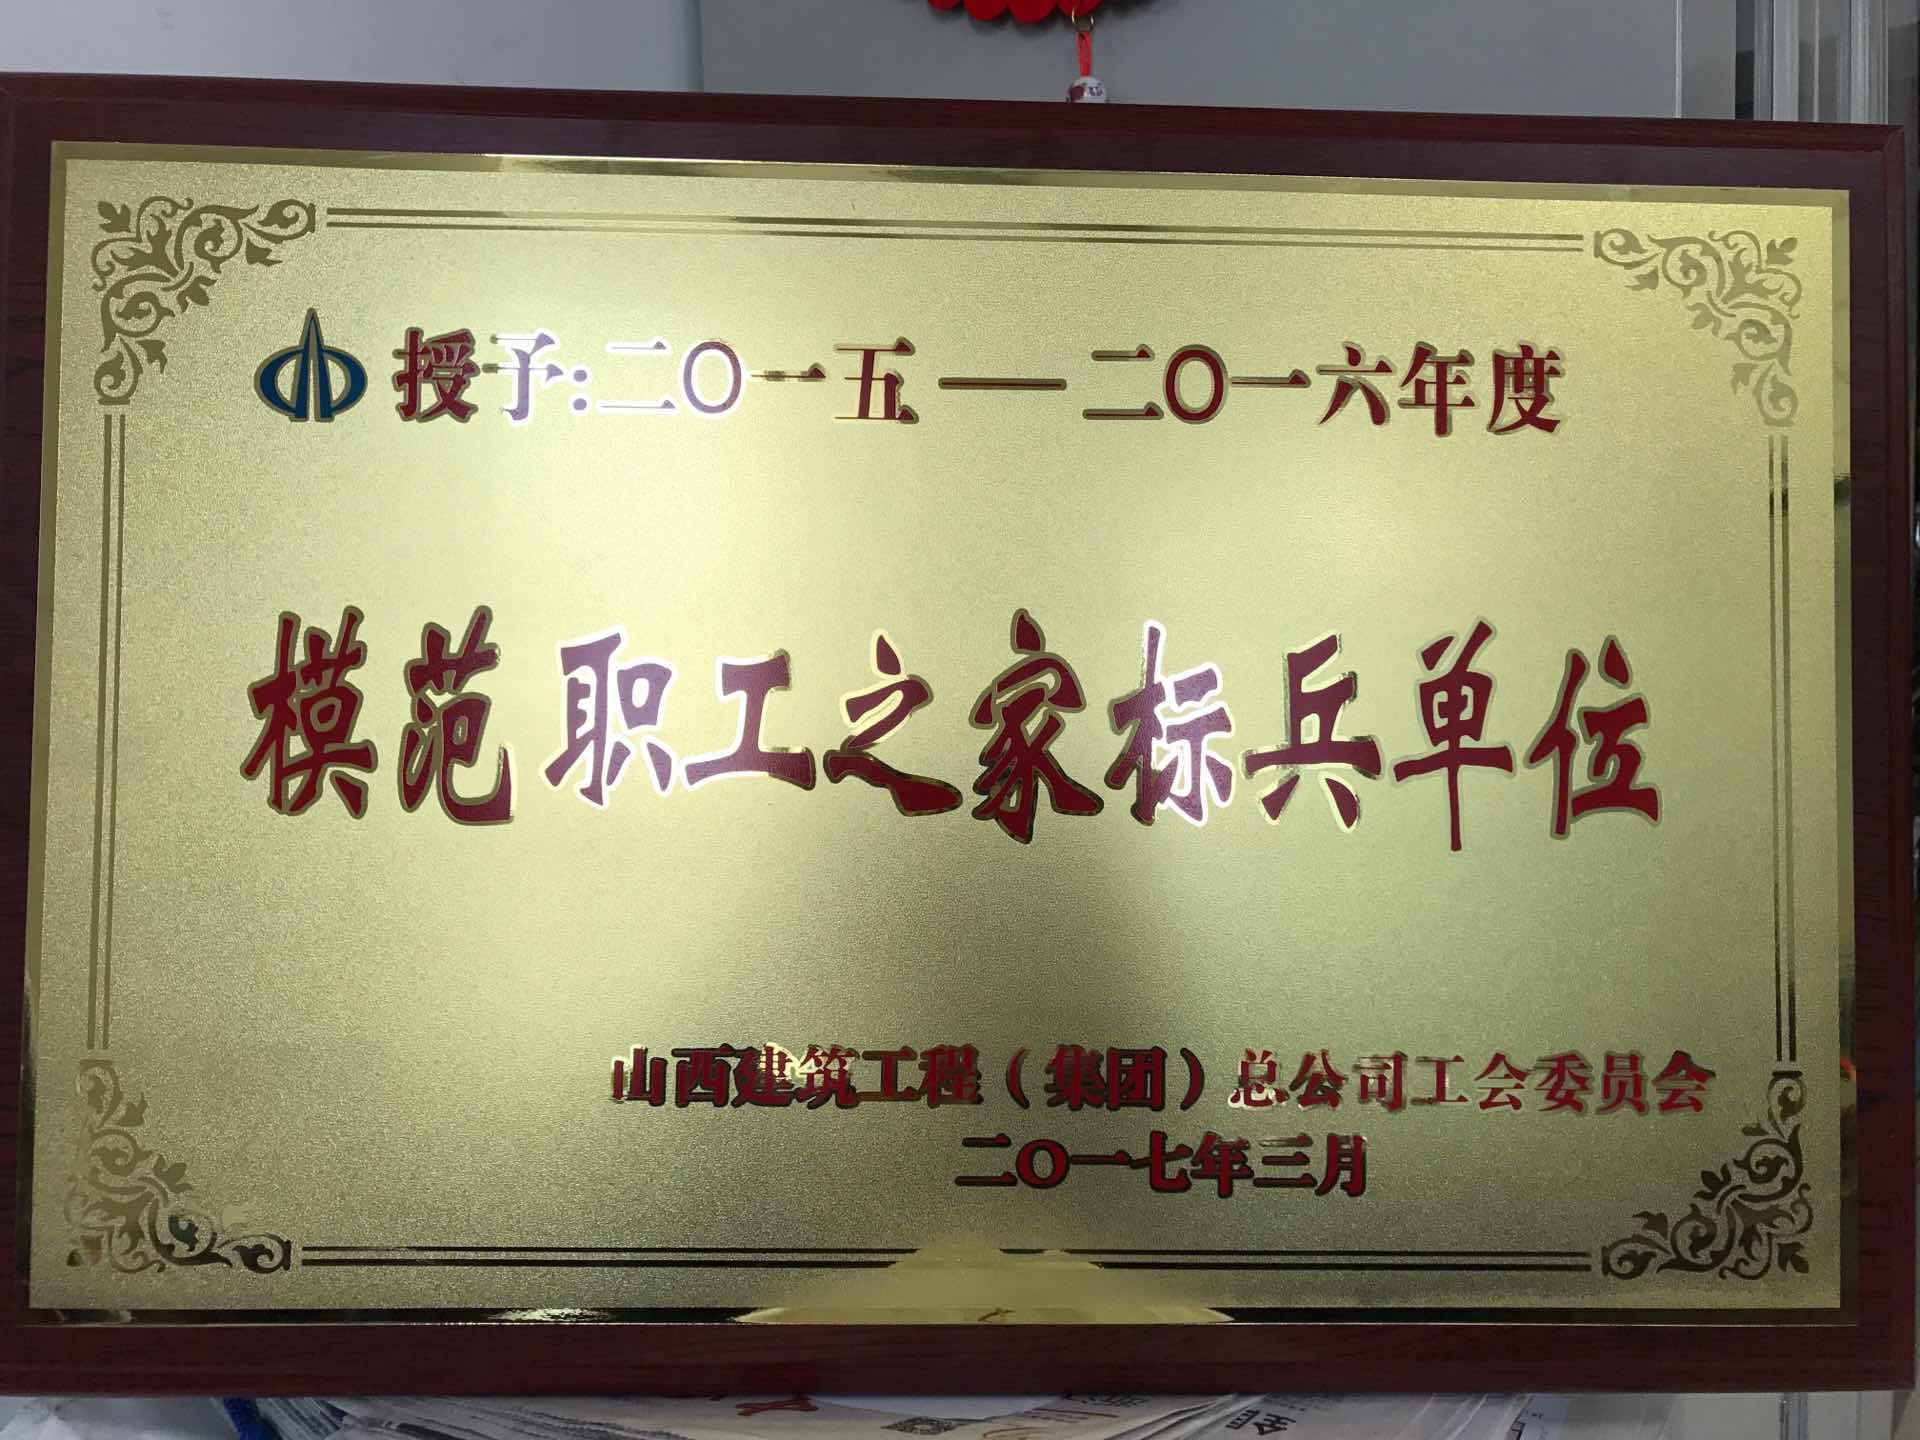 授予:二〇一五——二〇一六年度
模范职工之家标兵单位
山西建筑工程（集团）总公司工会委员会
二〇一七年三月